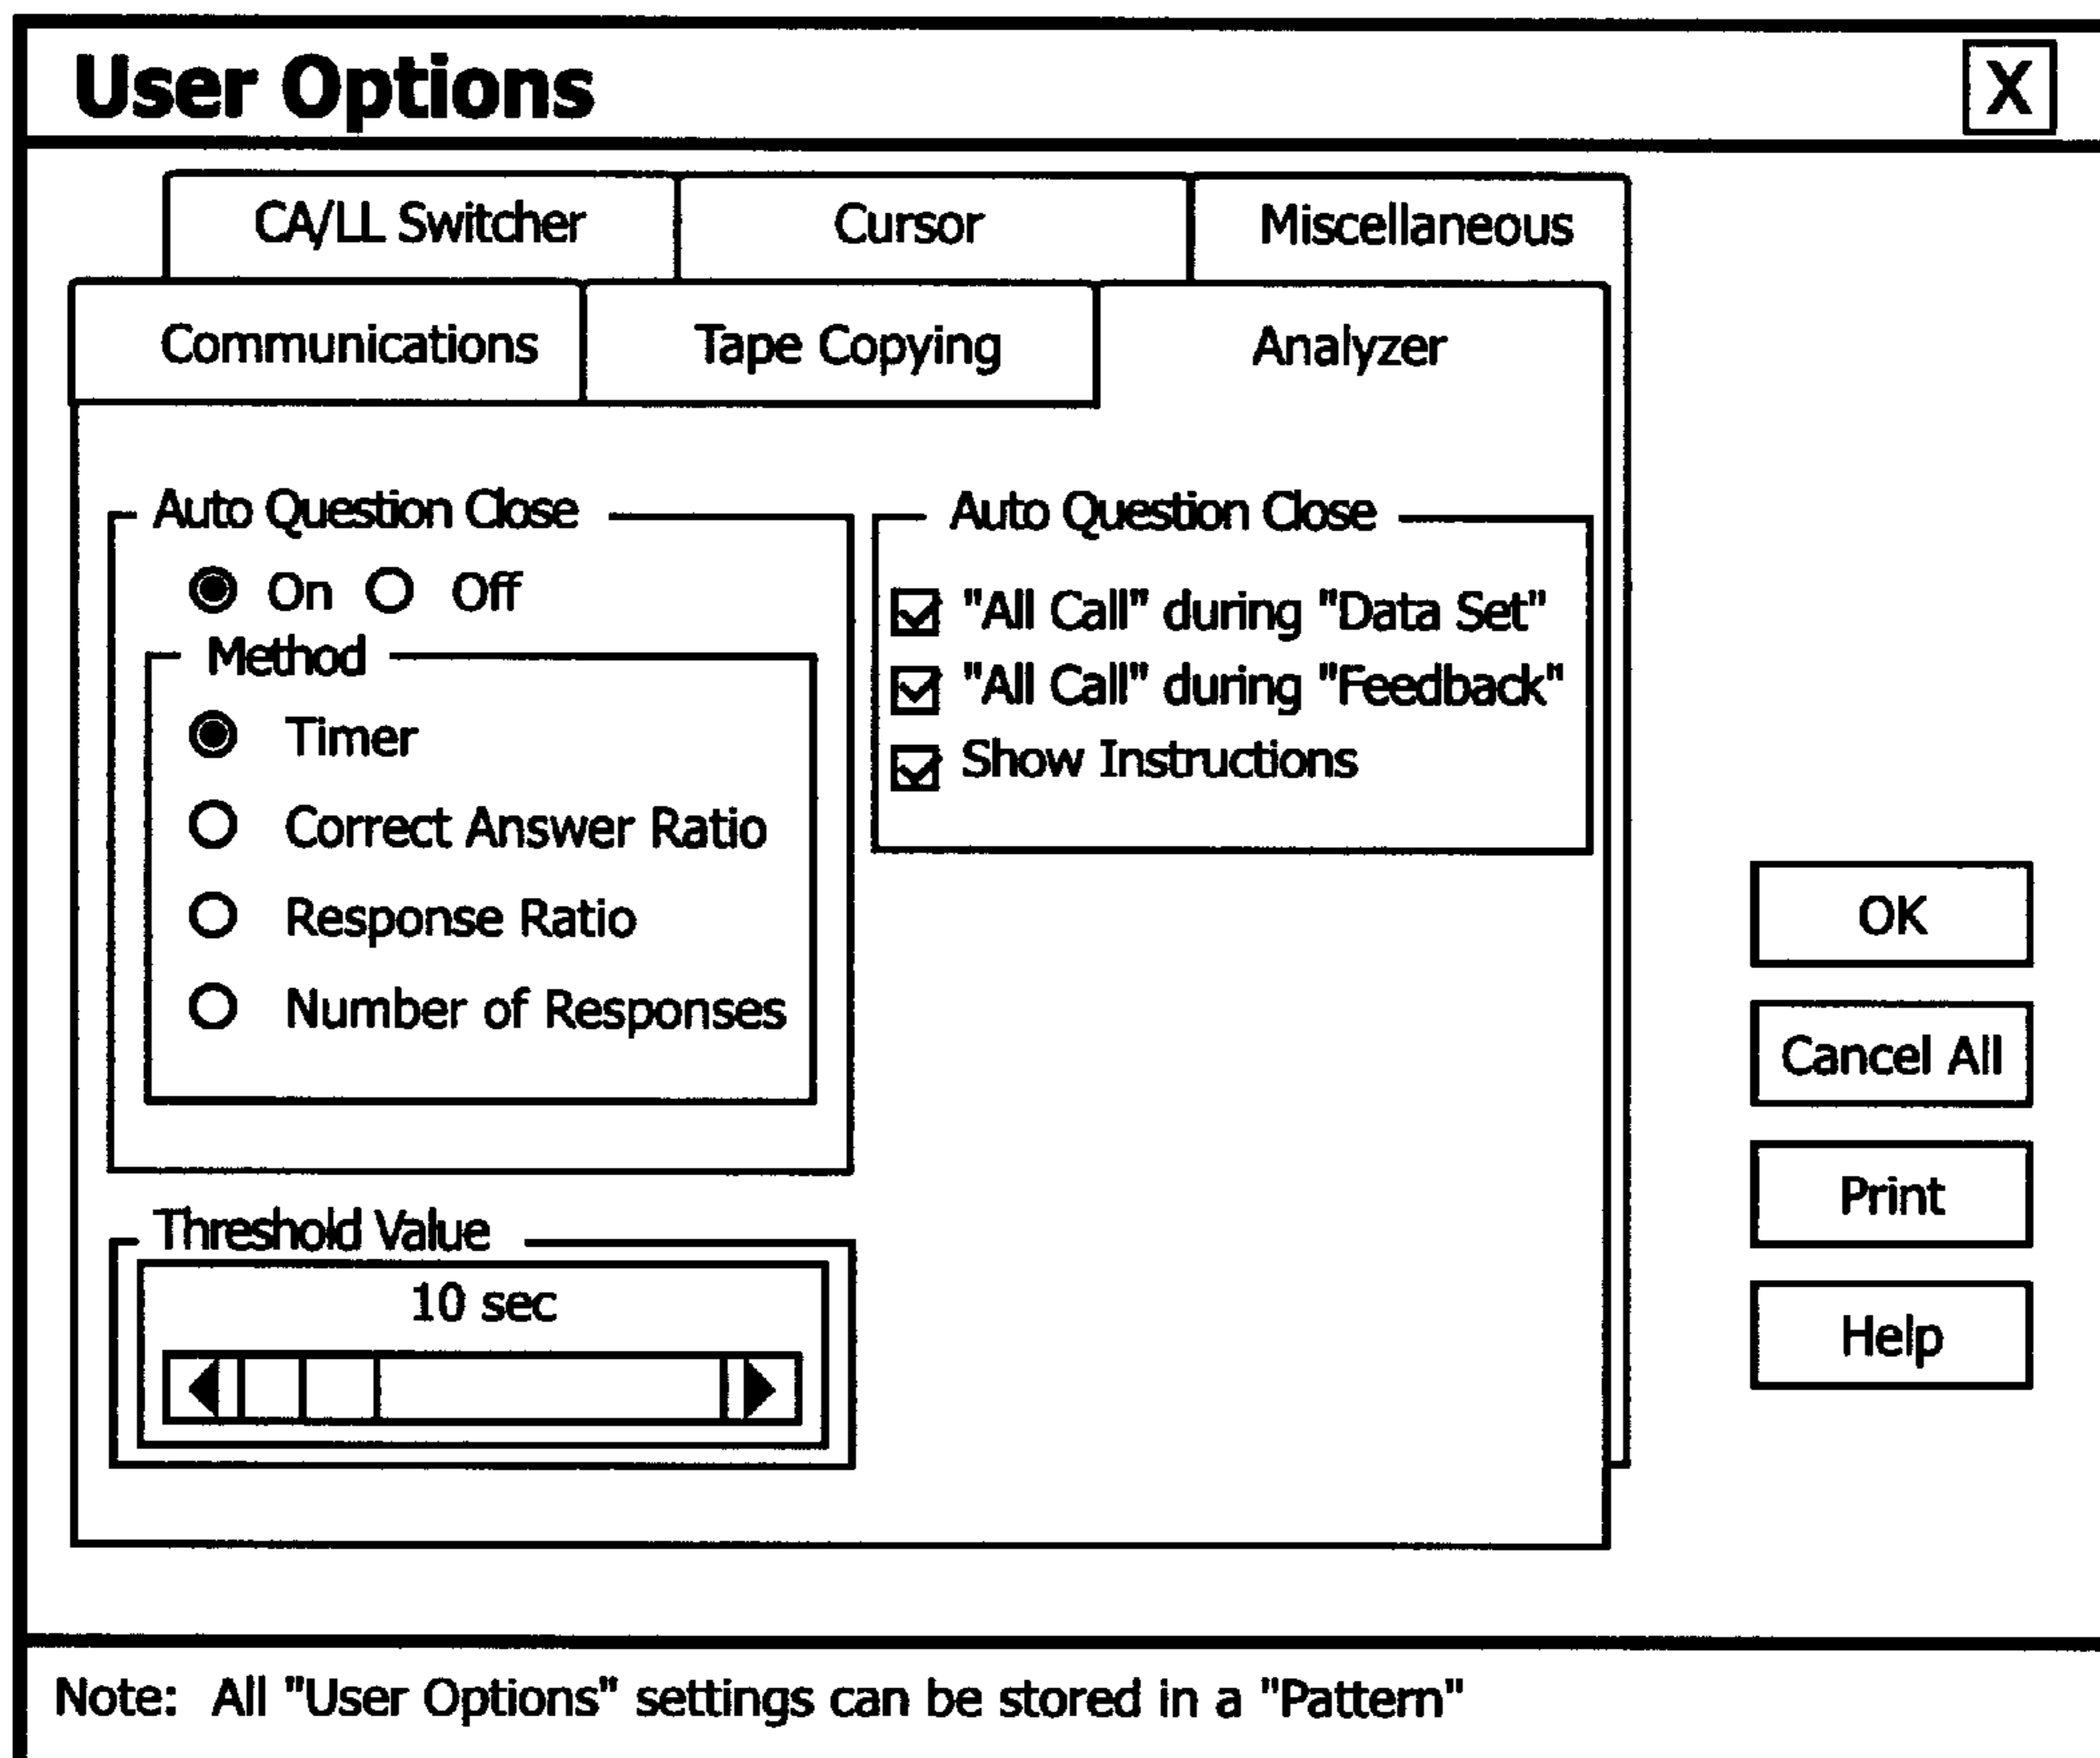 User Options X
CA/LL Switcher Cursor Miscellaneous
Communications Tape Copying Analyzer
Auto Question Close
On Off
Method
Timer
Correct Answer Ratio
Response Ratio
Number of Responses
Threshold Value
10 sec
Auto Question Close
"All Call" during "Data Set"
"All Call" during "Feedback"
Show Instructions
OK
Cancel All
Print
Help
Note: All "User Options" settings can be stored in a "Pattern"